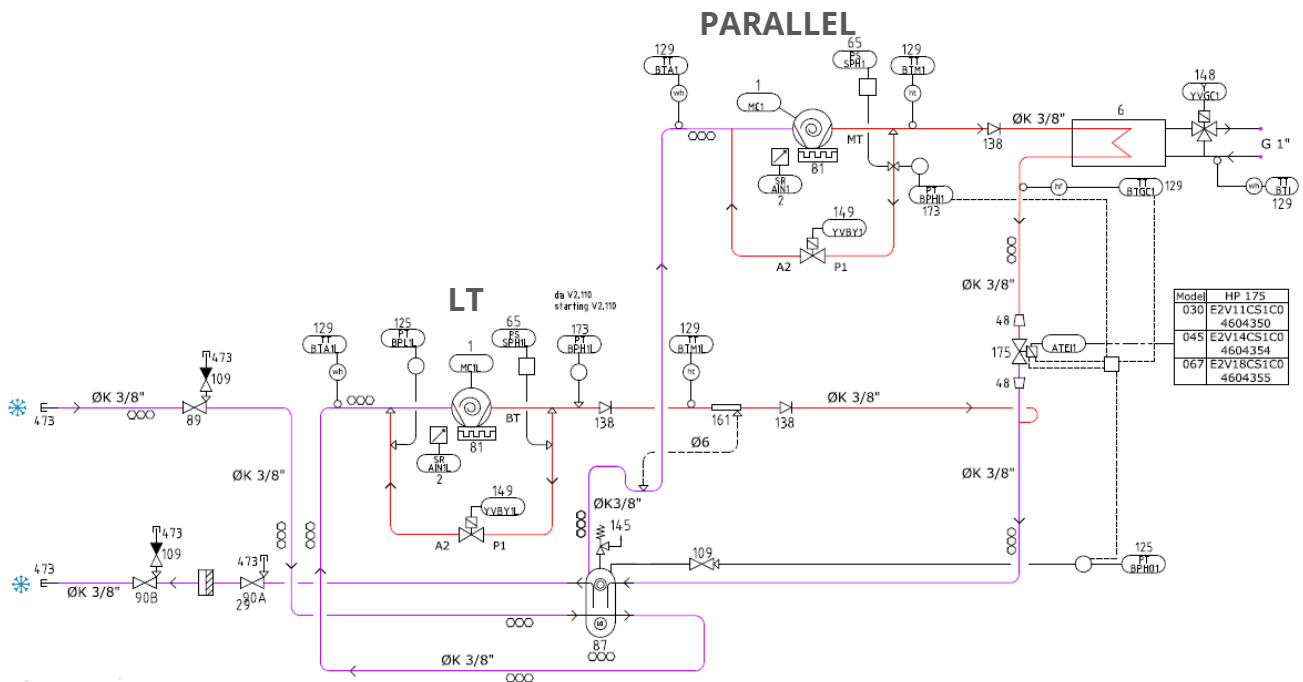 PARALLEL
129
TT
BTA1
65
PS
SPH1
129
TT
BTM1
148
YVGC1
1
MC1
wh
ht
ØK 3/8"
6
G 1"
MT
138
81
SR
AIN1
2
PT
BPHI1
173
hf
TT
BTGC1
129
wh
TT
BTI
129
149
YVBY1
A2
P1
ØK 3/8"
LT
da V2.110
starting V2.110
129
TT
BTA1L
125
PT
BPL1L
65
PS
SPH1L
173
PT
BPH1L
129
TT
BTM1L
1
MC1L
wh
ht
48
175
ATEI1
48
Model HP 175
030 E2V11CS1C0
4604350
045 E2V14CS1C0
4604354
067 E2V18CS1C0
4604355
473
109
ØK 3/8"
473
89
BT
138
161
138
ØK 3/8"
81
SR
AIN1L
2
Ø6
ØK 3/8"
ØK 3/8"
149
YVBY1L
A2
P1
ØK3/8"
145
473
109
473
109
125
PT
BPH01
473
ØK 3/8"
90B
90A
29
87
ØK 3/8"